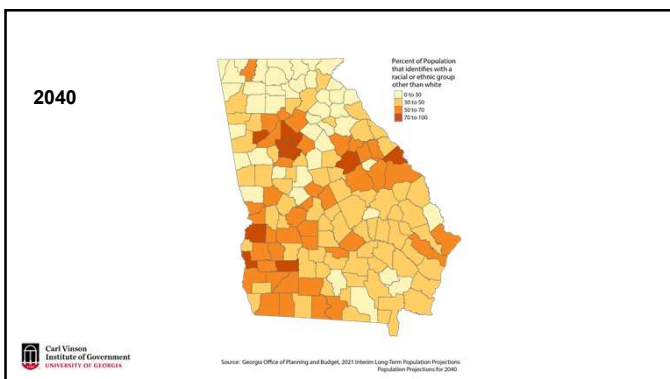 2040
Percent of Population
that identifies with a
racial or ethnic group
other than white
0 to 30
30 to 50
50 to 70
70 to 100
Carl Vinson
Institute of Government
UNIVERSITY OF GEORGIA
Source: Georgia Office of Planning and Budget, 2021 Interim Long-Term Population Projections
Population Projections for 2040